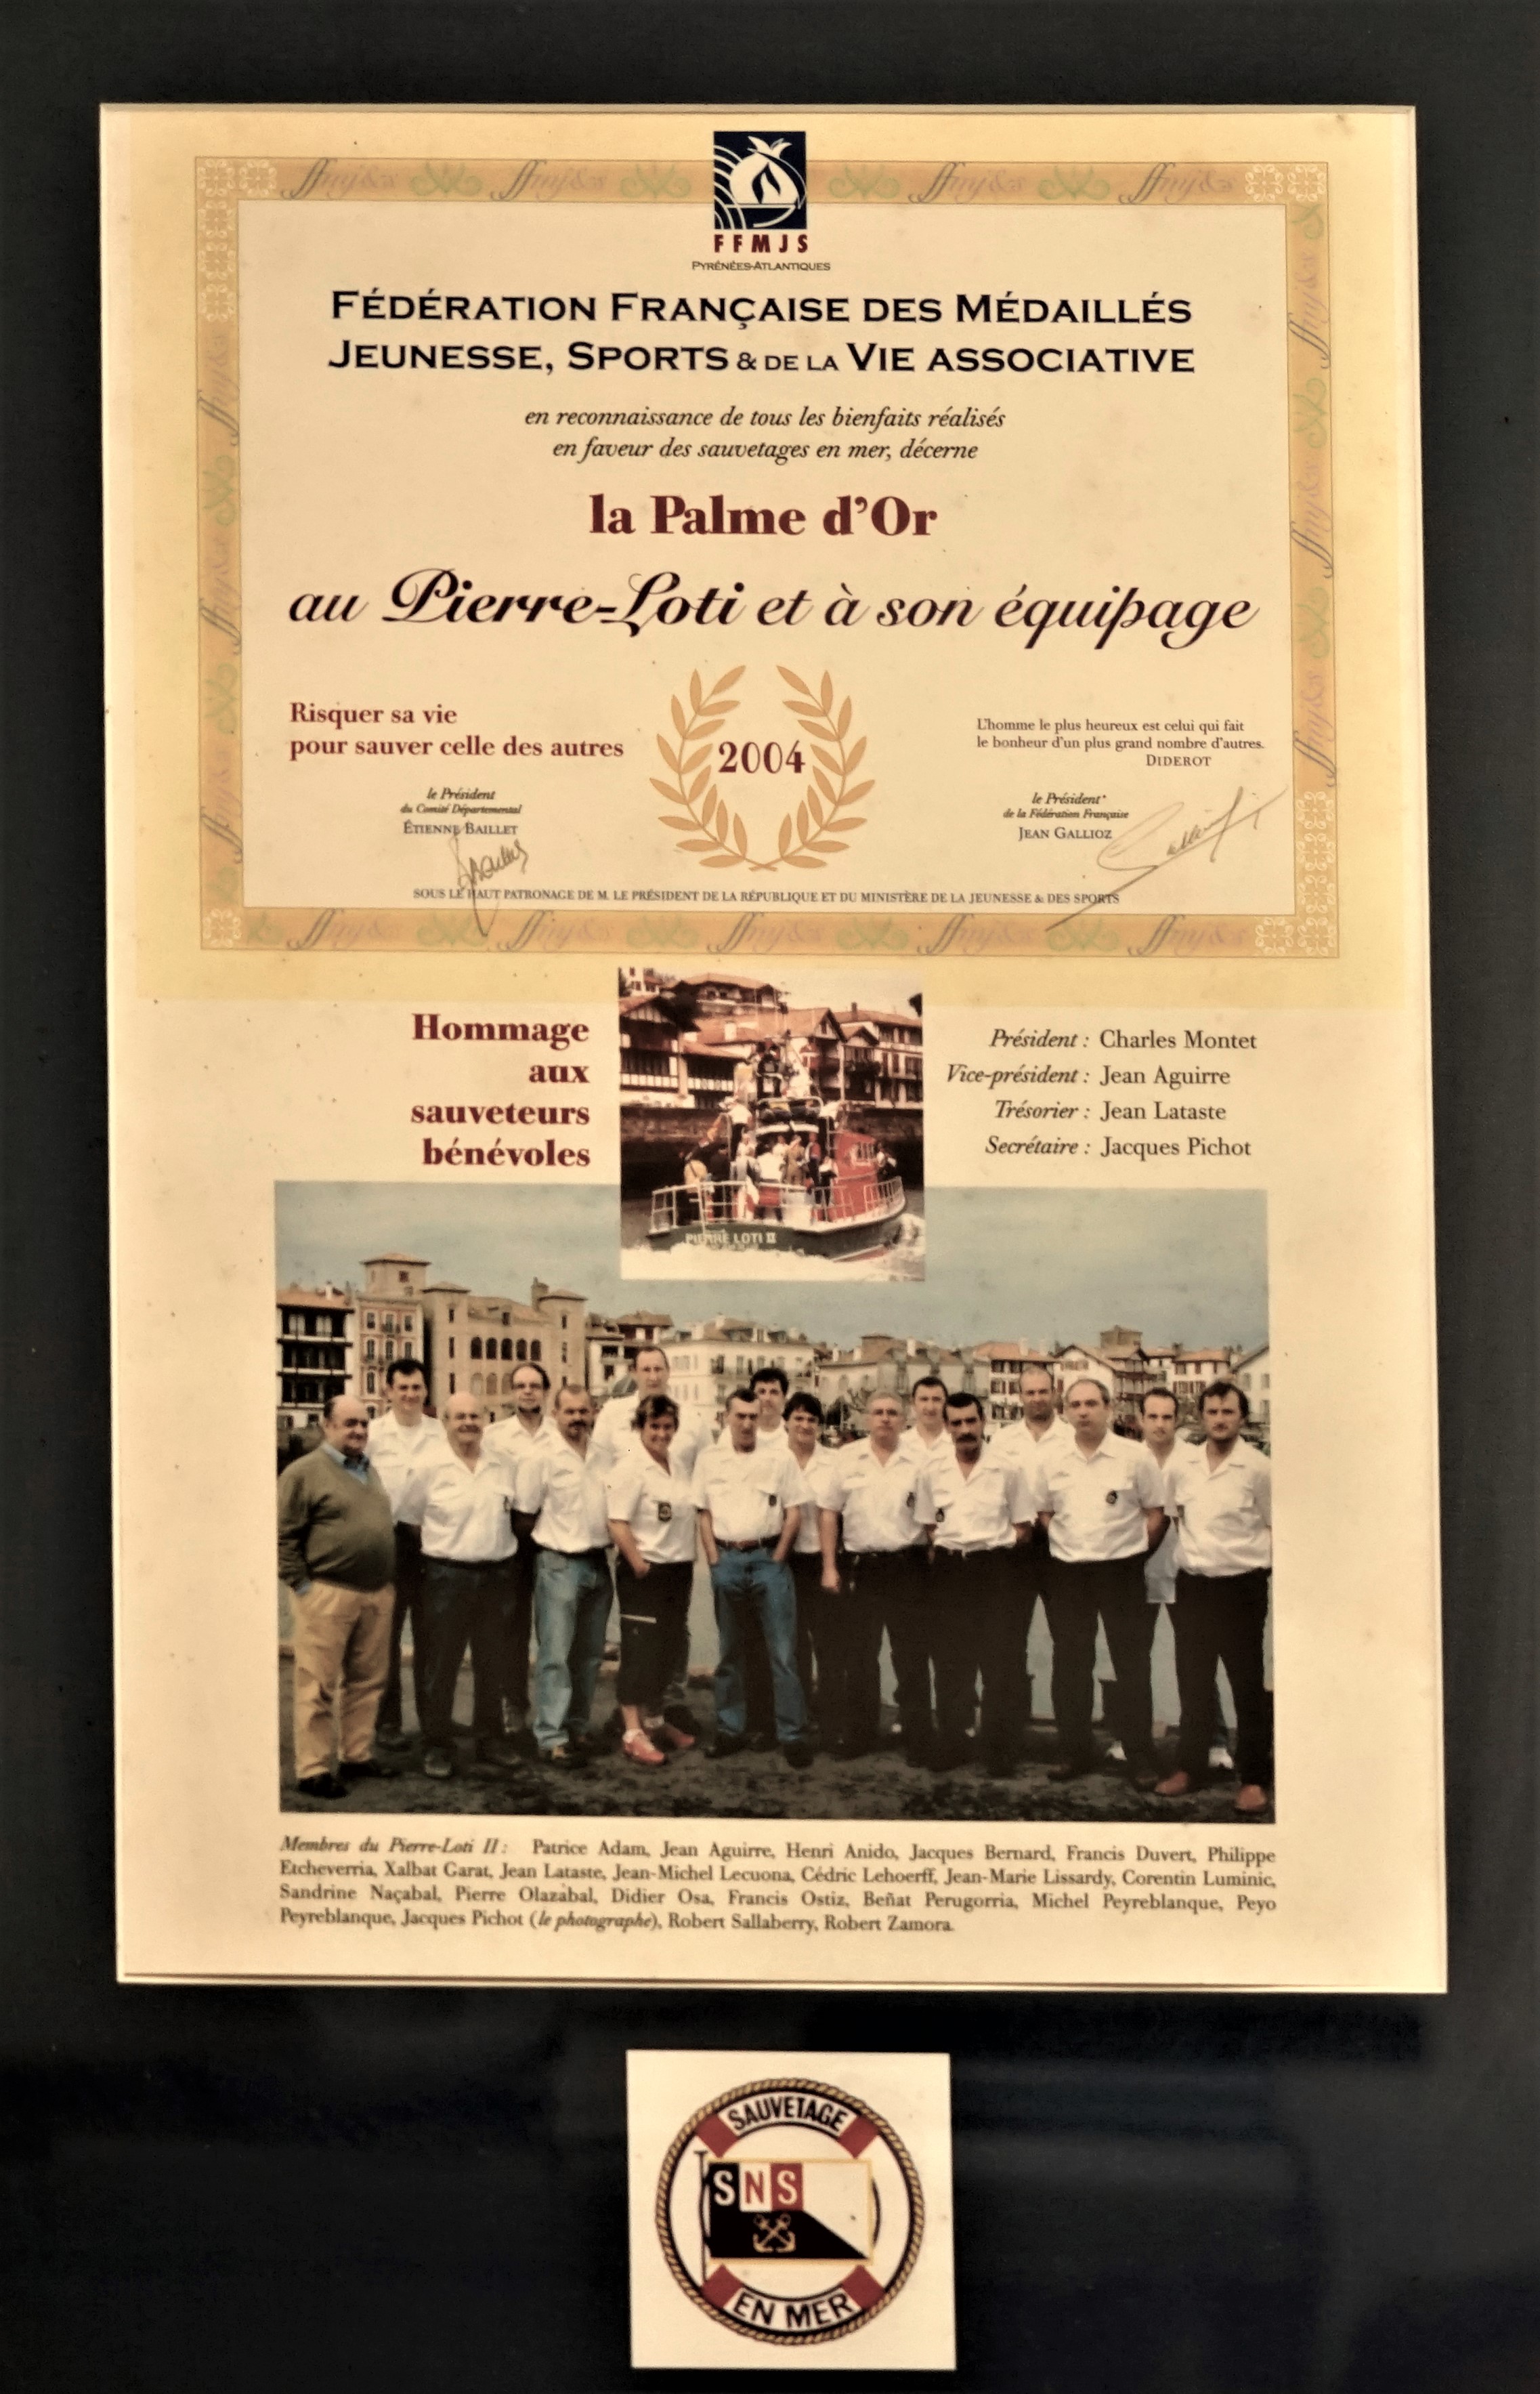 FFMJS
PYRÉNÉES-ATLANTIQUES
FÉDÉRATION FRANÇAISE DES MÉDAILLÉS
JEUNESSE, SPORTS & DE LA VIE ASSOCIATIVE
en reconnaissance de tous les bienfaits réalisés
en faveur des sauvetages en mer, décerne
la Palme d'Or
au Pierre-Loti et à son équipage
Risquer sa vie
pour sauver celle des autres
2004
L'homme le plus heureux est celui qui fait
le bonheur d'un plus grand nombre d'autres.
DIDEROT
le Président
du Comité Départemental
ÉTIENNE BAILLET
le Président
de la Fédération Française
JEAN GALLIOZ
SOUS LE HAUT PATRONAGE DE M. LE PRÉSIDENT DE LA RÉPUBLIQUE ET DU MINISTÈRE DE LA JEUNESSE & DES SPORTS
Hommage
aux
sauveteurs
bénévoles
PIERRE LOTI II
Président : Charles Montet
Vice-président : Jean Aguirre
Trésorier : Jean Lataste
Secrétaire : Jacques Pichot
Membres du Pierre-Loti II : Patrice Adam, Jean Aguirre, Henri Anido, Jacques Bernard, Francis Duvert, Philippe
Etcheverria, Xalbat Garat, Jean Lataste, Jean-Michel Lecuona, Cédric Lehoerff, Jean-Marie Lissardy, Corentin Luminic,
Sandrine Naçabal, Pierre Olazàbal, Didier Osa, Francis Ostiz, Beñat Perugorria, Michel Peyreblanque, Peyo
Peyreblanque, Jacques Pichot (le photographe), Robert Sallaberry, Robert Zamora.
SAUVETAGE
SNS
EN MER